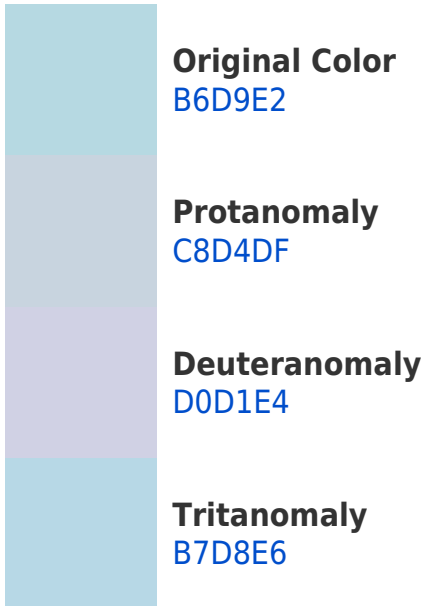 Original Color
B6D9E2
Protanomaly
C8D4DF
Deuteranomaly
D0D1E4
Tritanomaly
B7D8E6